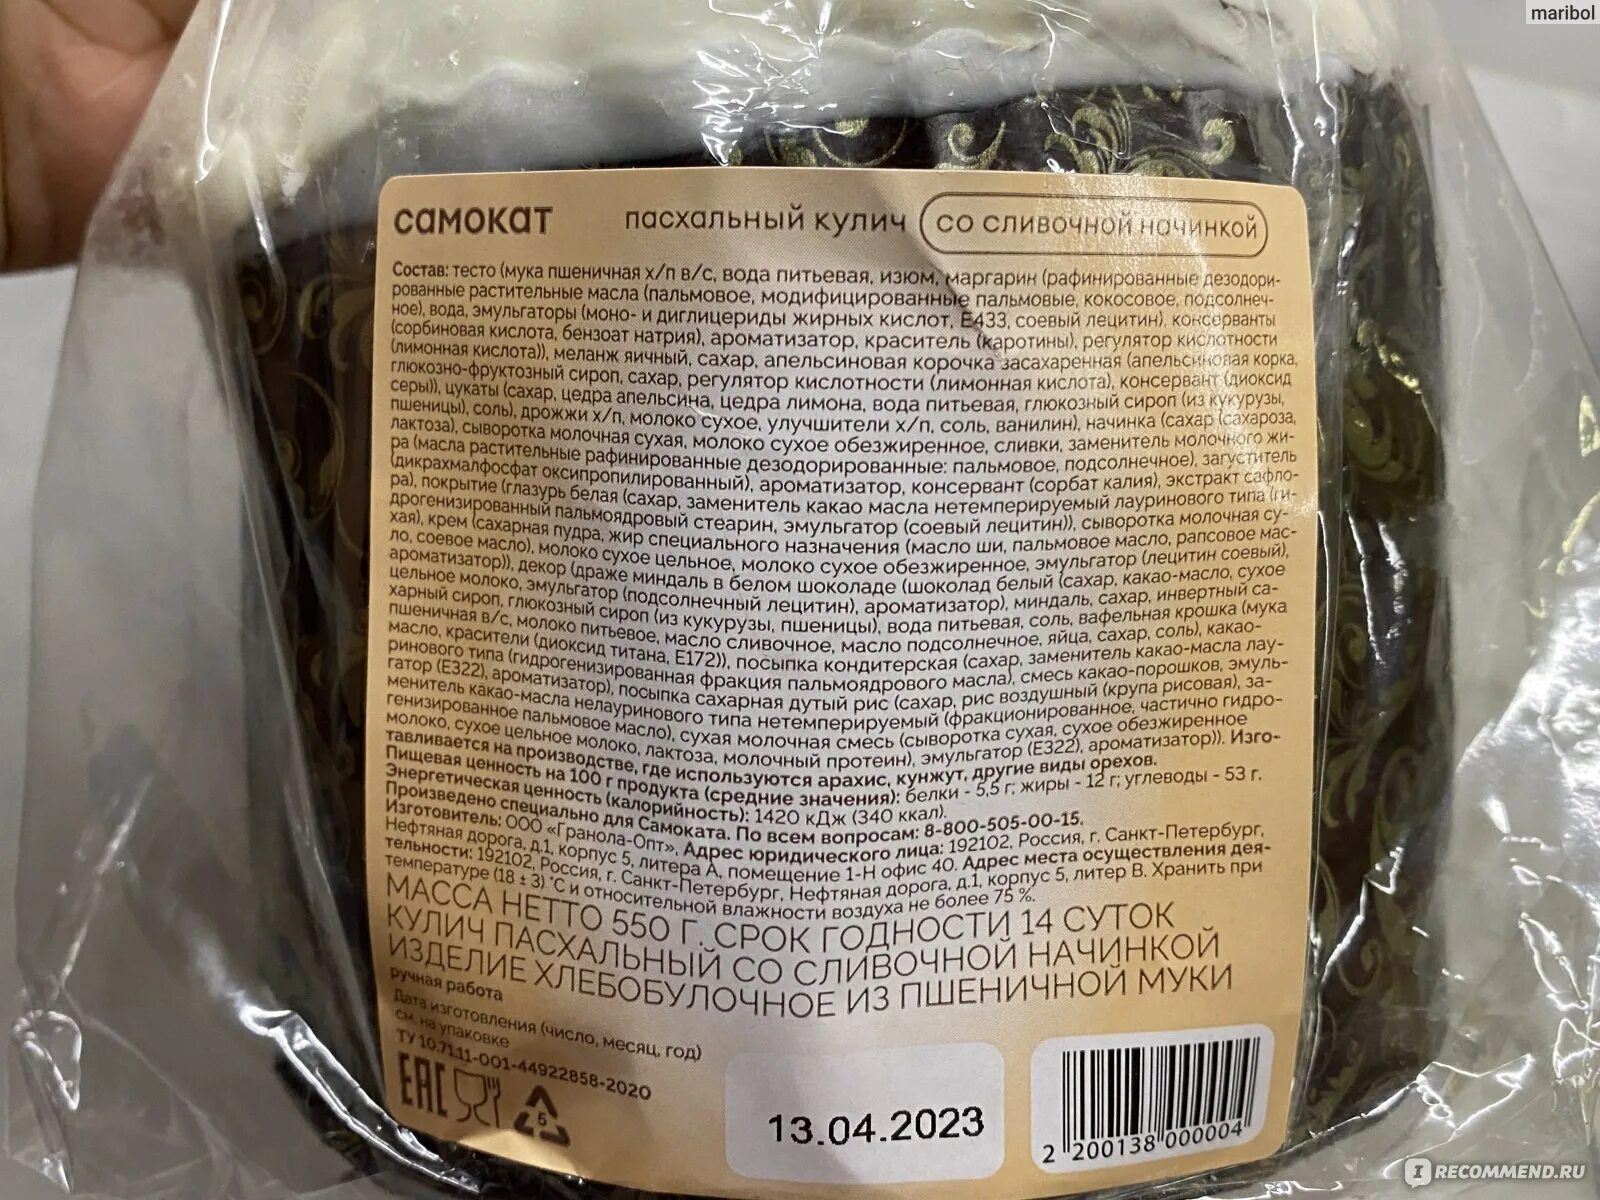 maribol
самокат пасхальный кулич со сливочной начинкой
Состав: тесто (мука пшеничная х/п в/с, вода питьевая, изюм, маргарин (рафинированные дезодори-
рованные растительные масла (пальмовое, модифицированные пальмовые, кокосовое, подсолнеч-
ное), вода, эмульгаторы (моно- и диглицериды жирных кислот, Е433, соевый лецитин), консерванты
(сорбиновая кислота, бензоат натрия), ароматизатор, краситель (каротины), регулятор кислотности
(лимонная кислота)), меланж яичный, сахар, апельсиновая корочка засахаренная (апельсиновая корка,
глюкозно-фруктозный сироп, сахар, регулятор кислотности (лимонная кислота), консервант (диоксид
серы)), цукаты (сахар, цедра апельсина, цедра лимона, вода питьевая, глюкозный сироп (из кукурузы,
пшеницы), соль), дрожжи х/п, молоко сухое, улучшители х/п, соль, ванилин), начинка (сахар (сахароза,
лактоза), сыворотка молочная сухая, молоко сухое обезжиренное, сливки, заменитель молочного жи-
ра (масла растительные рафинированные дезодорированные: пальмовое, подсолнечное), загуститель
(дикрахмалфосфат оксипропилированный), ароматизатор, консервант (сорбат калия), экстракт сафло-
ра), покрытие (глазурь белая (сахар, заменитель какао масла нетемперируемый лауринового типа (ги-
дрогенизированный пальмоядровый стеарин, эмульгатор (соевый лецитин)), сыворотка молочная су-
хая), крем (сахарная пудра, жир специального назначения (масло ши, пальмовое масло, рапсовое мас-
ло, соевое масло), молоко сухое цельное, молоко сухое обезжиренное, эмульгатор (лецитин соевый),
ароматизатор)), декор (драже миндаль в белом шоколаде (шоколад белый (сахар, какао-масло, сухое
цельное молоко, эмульгатор (подсолнечный лецитин), ароматизатор), миндаль, сахар, инвертный са-
харный сироп, глюкозный сироп (из кукурузы, пшеницы), вода питьевая, соль, вафельная крошка (мука
пшеничная в/с, молоко питьевое, масло сливочное, масло подсолнечное, яйца, сахар, соль), какао-
масло, красители (диоксид титана, Е172)), посыпка кондитерская (сахар, заменитель какао-масла лау-
ринового типа (гидрогенизированная фракция пальмоядрового масла), смесь какао-порошков, эмуль-
гатор (Е322), ароматизатор), посыпка сахарная дутый рис (сахар, рис воздушный (крупа рисовая), за-
менитель какао-масла нелауринового типа нетемперируемый (фракционированное, частично гидро-
генизированное пальмовое масло), сухая молочная смесь (сыворотка сухая, сухое обезжиренное
молоко, сухое цельное молоко, лактоза, молочный протеин), эмульгатор (Е322), ароматизатор)). Изго-
тавливается на производстве, где используются арахис, кунжут, другие виды орехов.
Пищевая ценность на 100 г продукта (средние значения): белки - 5,5 г; жиры - 12 г; углеводы - 53 г.
Энергетическая ценность (калорийность): 1420 кДж (340 ккал).
Произведено специально для Самоката. По всем вопросам: 8-800-505-00-15.
Изготовитель: ООО «Гранола-Опт». Адрес юридического лица: 192102, Россия, г. Санкт-Петербург,
Нефтяная дорога, д.1, корпус 5, литера А, помещение 1-Н офис 40. Адрес места осуществления дея-
тельности: 192102, Россия, г. Санкт-Петербург, Нефтяная дорога, д.1, корпус 5, литер В. Хранить при
температуре (18 ± 3) °С и относительной влажности воздуха не более 75 %.
МАССА НЕТТО 550 Г. СРОК ГОДНОСТИ 14 СУТОК
КУЛИЧ ПАСХАЛЬНЫЙ СО СЛИВОЧНОЙ НАЧИНКОЙ
ИЗДЕЛИЕ ХЛЕБОБУЛОЧНОЕ ИЗ ПШЕНИЧНОЙ МУКИ
ручная работа
Дата изготовления (число, месяц, год)
см. на упаковке
ТУ 10.71.11-001-44922858-2020
ЕАС
5
13.04.2023
2 200138 000004
IRECOMMEND.RU